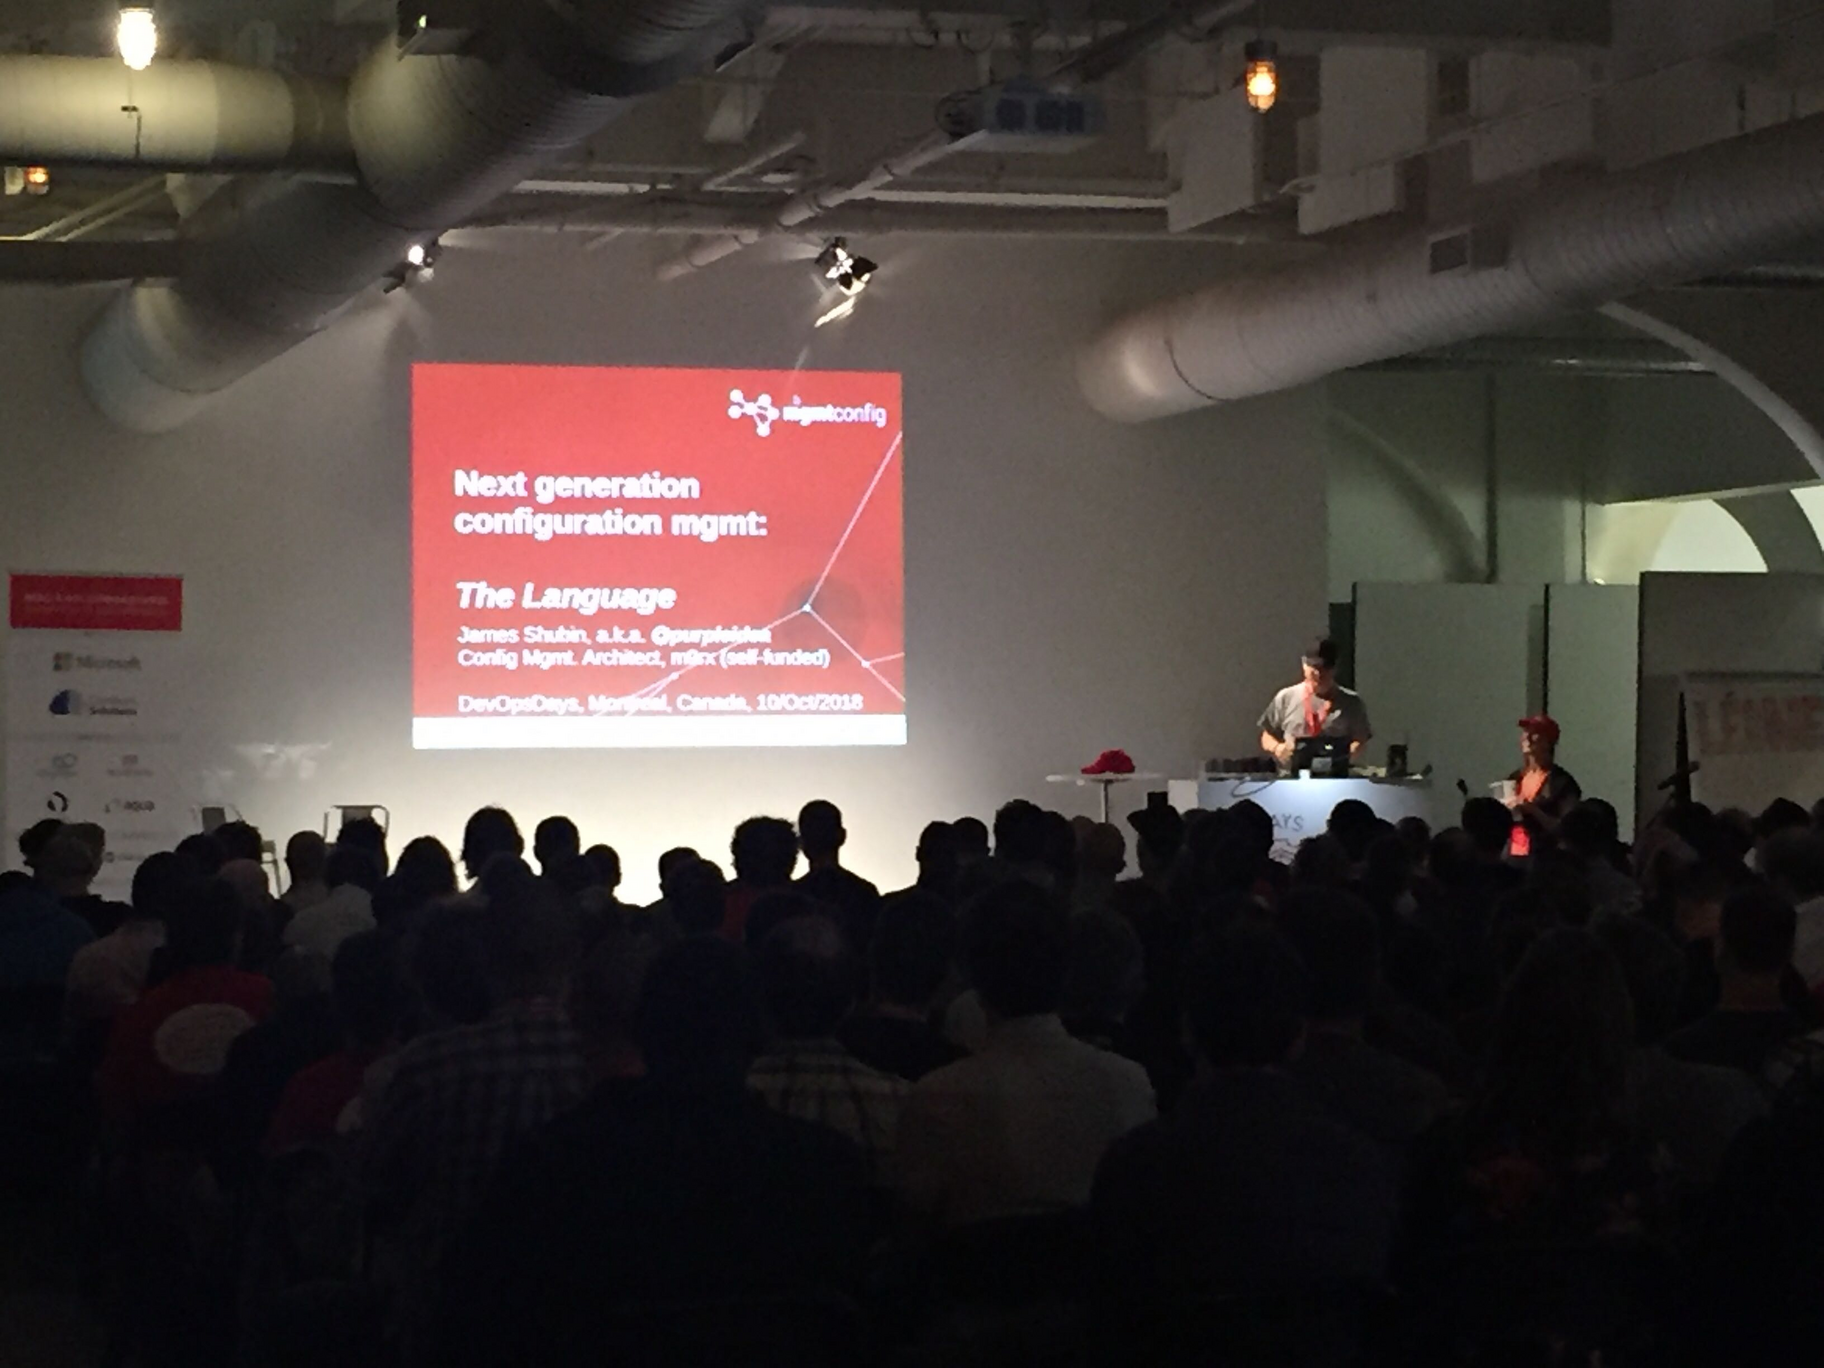 mgmtconfig
Next generation
configuration mgmt:
The Language
James Shubin, a.k.a. @purpleidea
Config Mgmt. Architect, m9rx (self-funded)
DevOpsDays, Montreal, Canada, 10/Oct/2018
Microsoft
Solutions
aqua
AYS